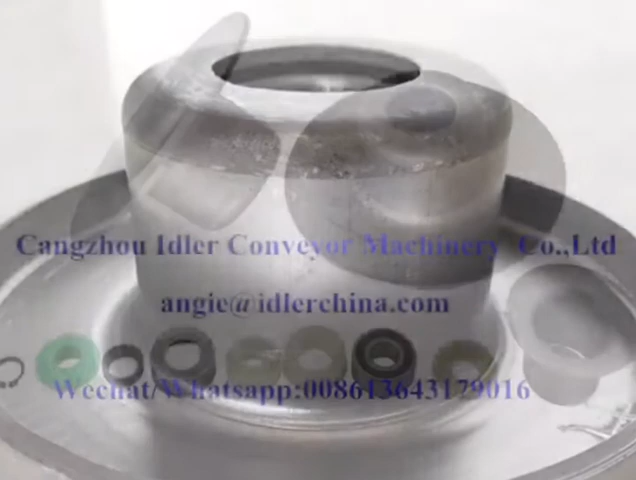 Cangzhou Idler Conveyor Machinery Co.,Ltd
angie@idlerchina.com
Wechat/Whatsapp:008613643179016